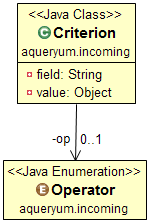 <<Java Class>>
C Criterion
aqueryum.incoming
field: String
value: Object
-op 0..1
<<Java Enumeration>>
E Operator
aqueryum.incoming